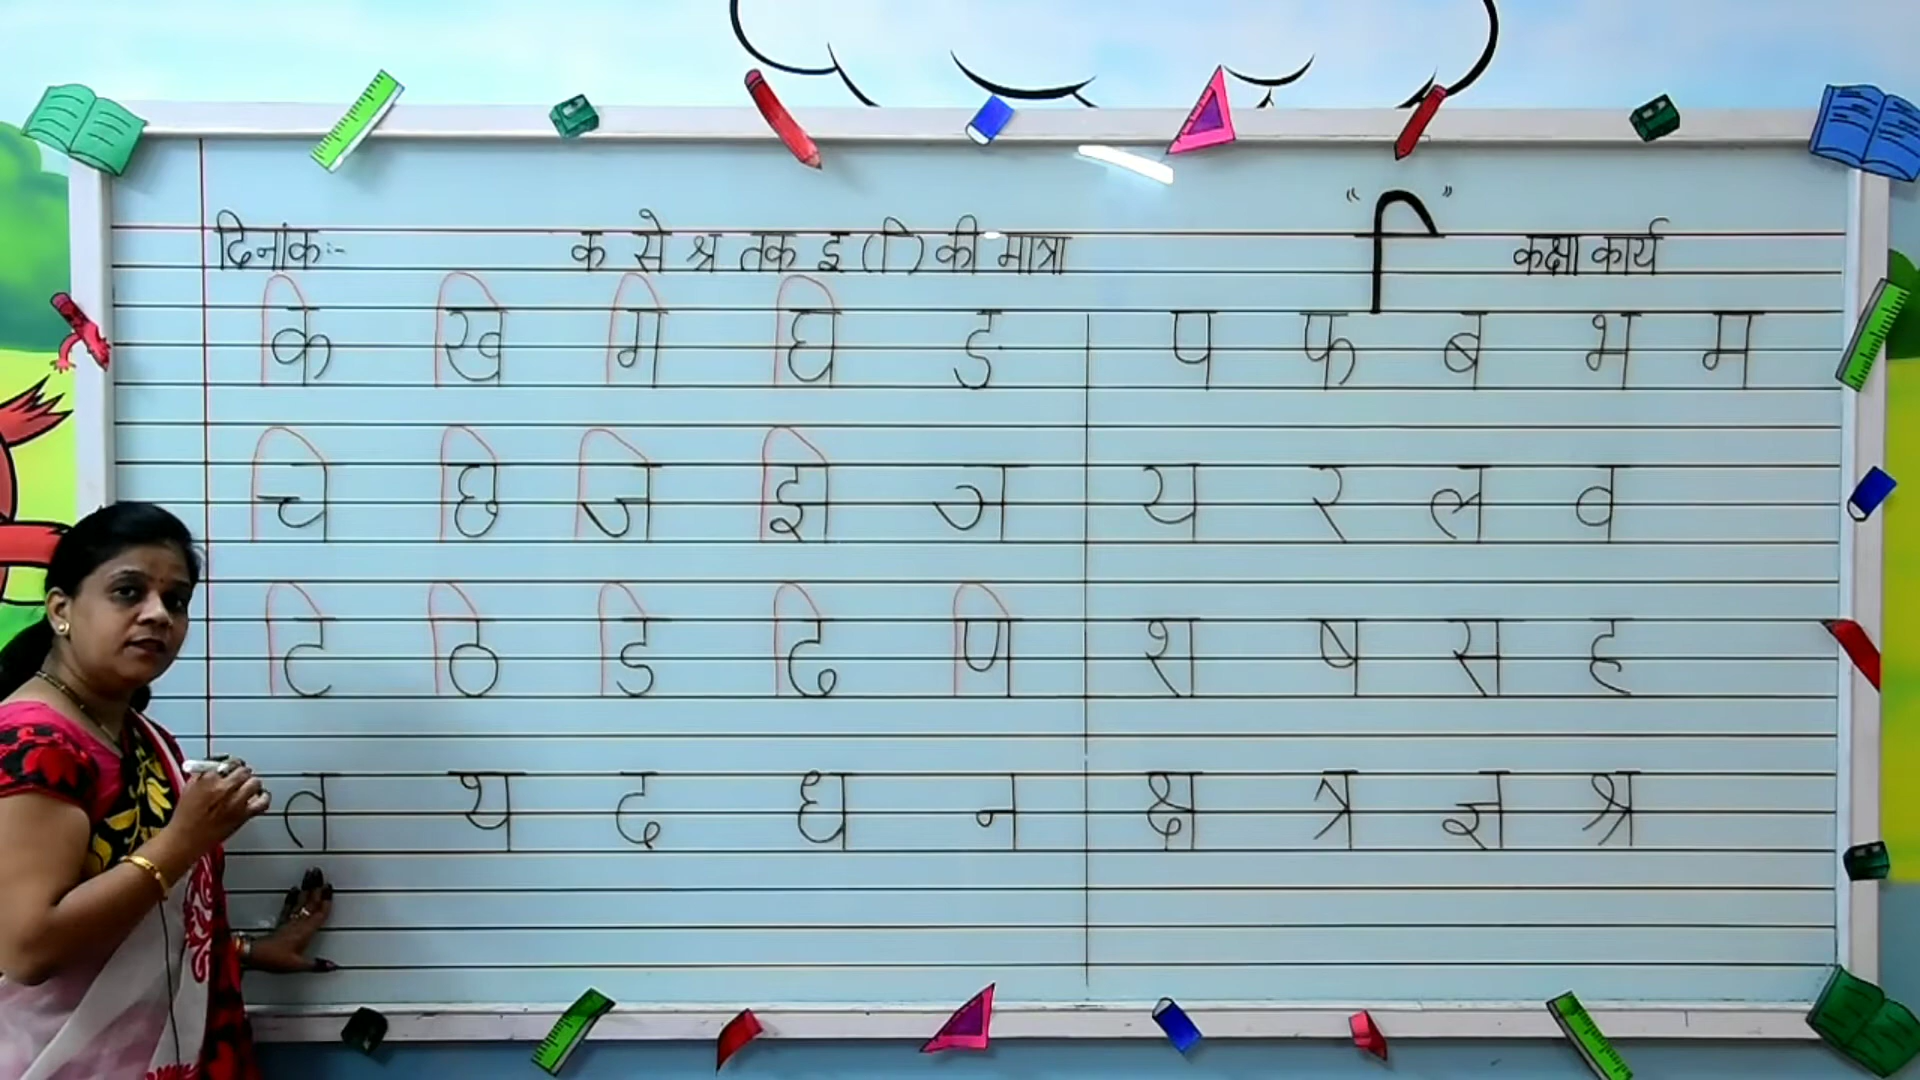 दिनांक:- क से श्र तक इ (ि) की मात्रा "ि" कक्षा कार्य
कि खि गि घि ङ प फ ब भ म
चि छि जि झि ञ य र ल व
टि ठि डि ढि णि श ष स ह
त थ द ध न क्ष त्र ज्ञ श्र